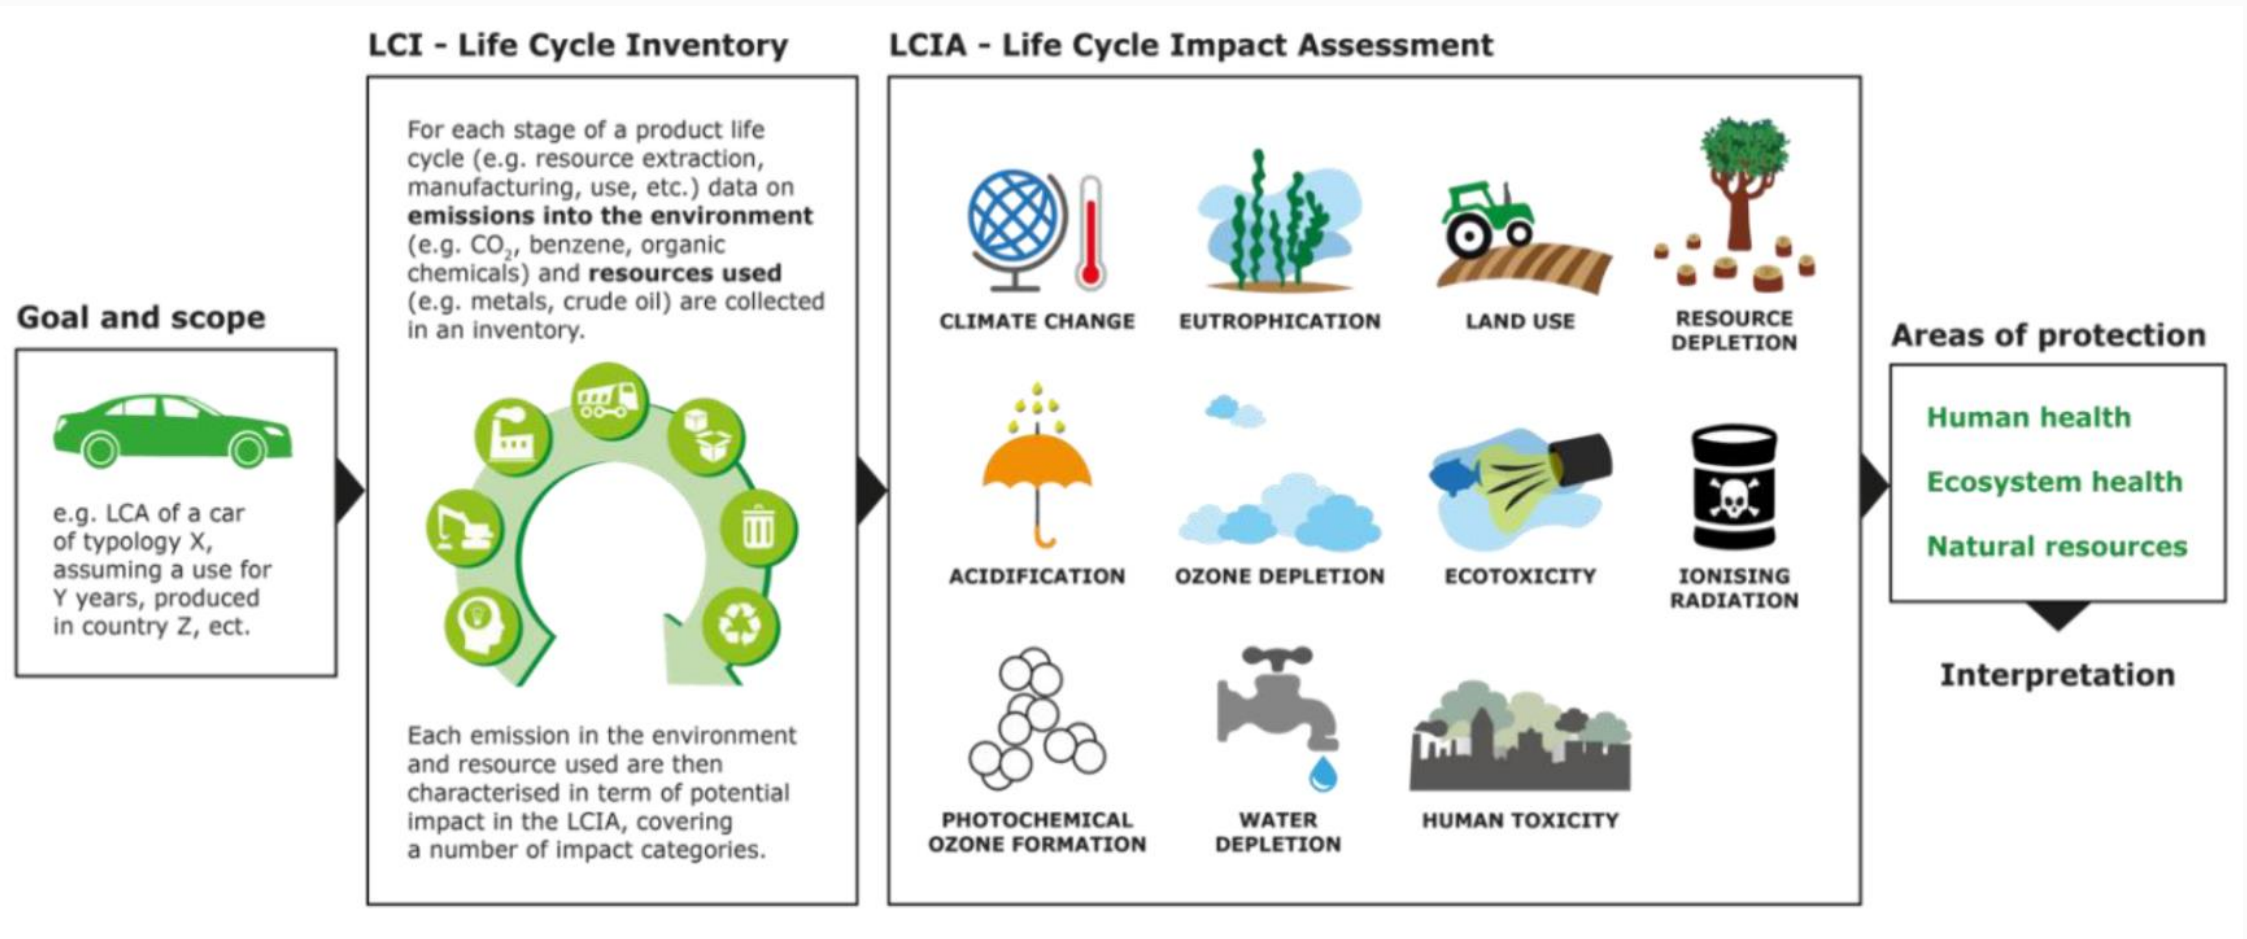 Goal and scope
e.g. LCA of a car
of typology X,
assuming a use for
Y years, produced
in country Z, ect.
LCI - Life Cycle Inventory
For each stage of a product life
cycle (e.g. resource extraction,
manufacturing, use, etc.) data on
emissions into the environment
(e.g. CO₂, benzene, organic
chemicals) and resources used
(e.g. metals, crude oil) are collected
in an inventory.
Each emission in the environment
and resource used are then
characterised in term of potential
impact in the LCIA, covering
a number of impact categories.
LCIA - Life Cycle Impact Assessment
CLIMATE CHANGE
EUTROPHICATION
LAND USE
RESOURCE
DEPLETION
ACIDIFICATION
OZONE DEPLETION
ECOTOXICITY
IONISING
RADIATION
PHOTOCHEMICAL
OZONE FORMATION
WATER
DEPLETION
HUMAN TOXICITY
Areas of protection
Human health
Ecosystem health
Natural resources
Interpretation